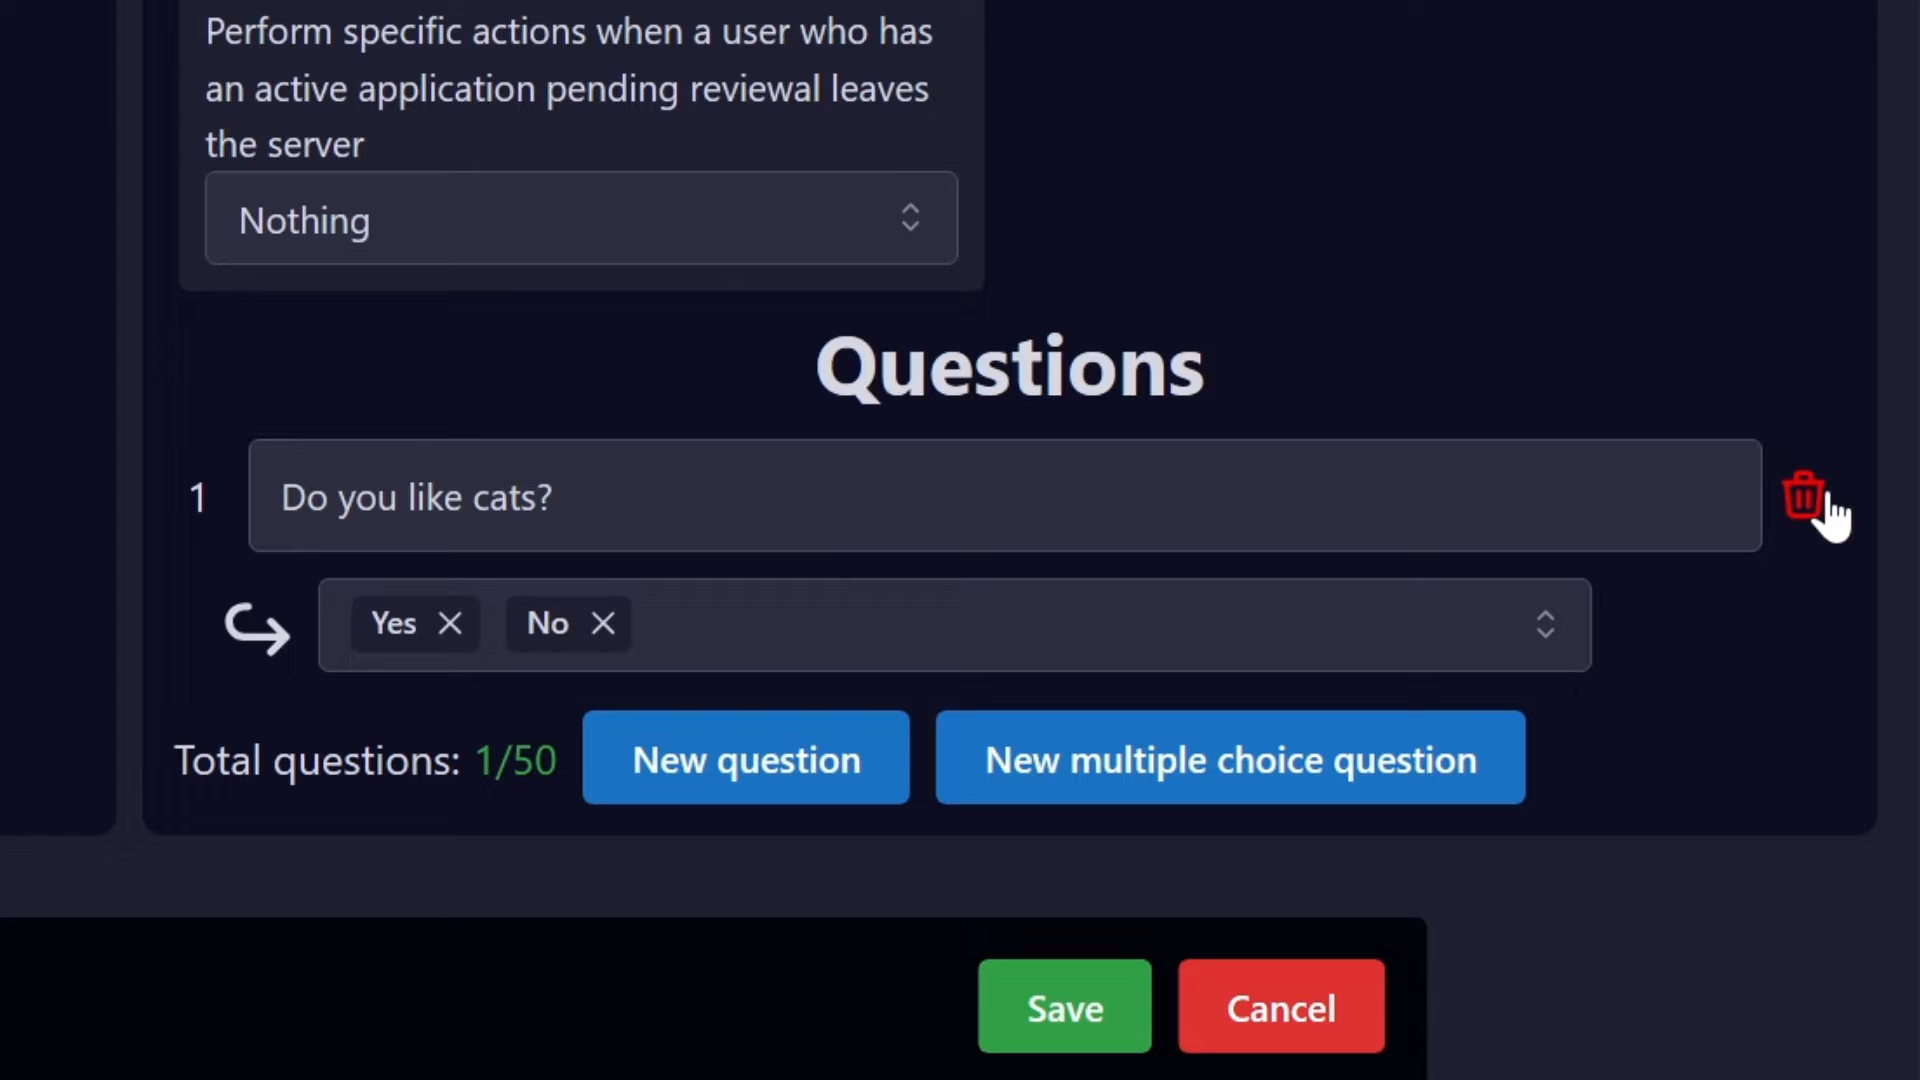 Perform specific actions when a user who has
an active application pending reviewal leaves
the server
Nothing
Questions
1 Do you like cats?
Yes No
Total questions: 1/50 New question New multiple choice question
Save Cancel